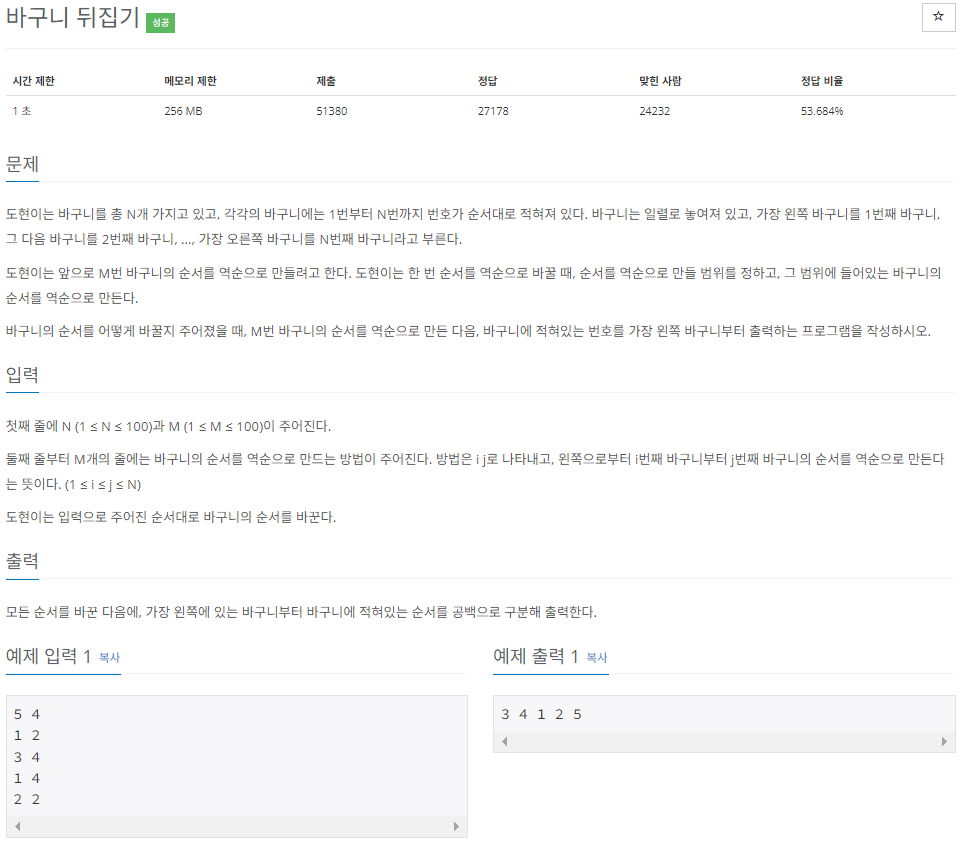 바구니 뒤집기 성공
☆
시간 제한 메모리 제한 제출 정답 맞힌 사람 정답 비율
1 초 256 MB 51380 27178 24232 53.684%
문제
도현이는 바구니를 총 N개 가지고 있고, 각각의 바구니에는 1번부터 N번까지 번호가 순서대로 적혀져 있다. 바구니는 일렬로 놓여져 있고, 가장 왼쪽 바구니를 1번째 바구니,
그 다음 바구니를 2번째 바구니, ..., 가장 오른쪽 바구니를 N번째 바구니라고 부른다.
도현이는 앞으로 M번 바구니의 순서를 역순으로 만들려고 한다. 도현이는 한 번 순서를 역순으로 바꿀 때, 순서를 역순으로 만들 범위를 정하고, 그 범위에 들어있는 바구니의
순서를 역순으로 만든다.
바구니의 순서를 어떻게 바꿀지 주어졌을 때, M번 바구니의 순서를 역순으로 만든 다음, 바구니에 적혀있는 번호를 가장 왼쪽 바구니부터 출력하는 프로그램을 작성하시오.
입력
첫째 줄에 N (1 ≤ N ≤ 100)과 M (1 ≤ M ≤ 100)이 주어진다.
둘째 줄부터 M개의 줄에는 바구니의 순서를 역순으로 만드는 방법이 주어진다. 방법은 i j로 나타내고, 왼쪽으로부터 i번째 바구니부터 j번째 바구니의 순서를 역순으로 만든다
는 뜻이다. (1 ≤ i ≤ j ≤ N)
도현이는 입력으로 주어진 순서대로 바구니의 순서를 바꾼다.
출력
모든 순서를 바꾼 다음에, 가장 왼쪽에 있는 바구니부터 바구니에 적혀있는 순서를 공백으로 구분해 출력한다.
예제 입력 1 복사
5 4
1 2
3 4
1 4
2 2
예제 출력 1 복사
3 4 1 2 5